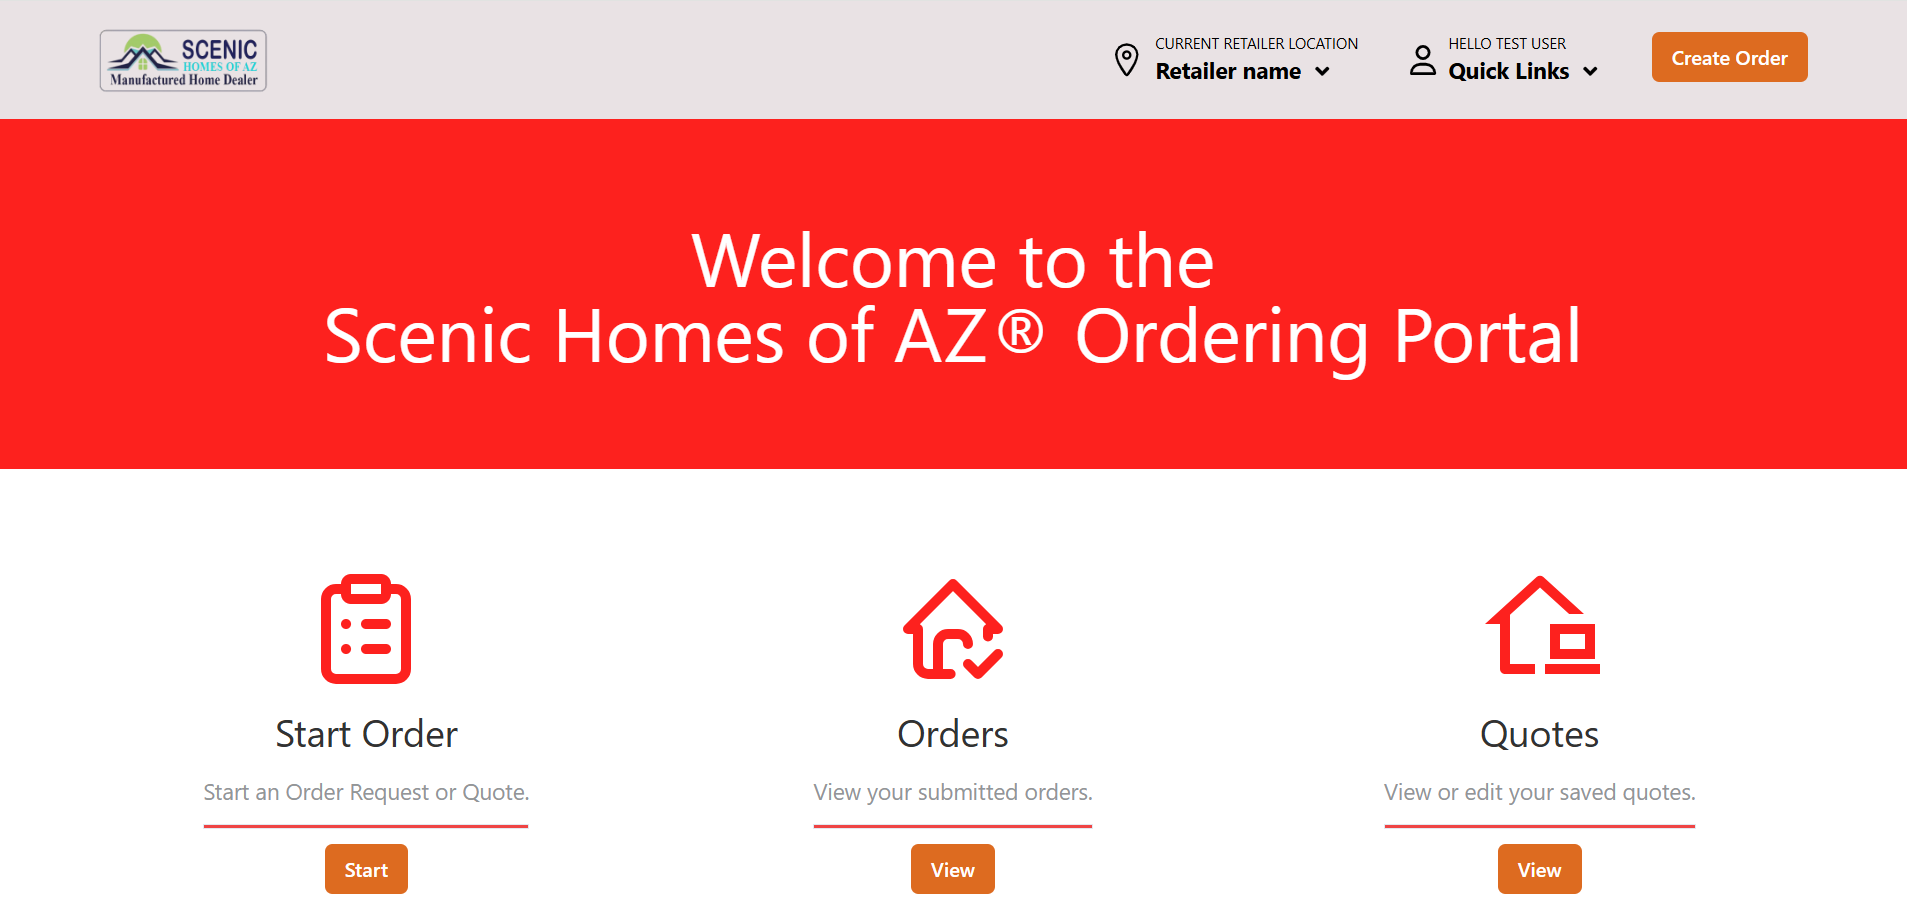 SCENIC
HOMES OF AZ
Manufactured Home Dealer
CURRENT RETAILER LOCATION
Retailer name
HELLO TEST USER
Quick Links
Create Order
Welcome to the
Scenic Homes of AZ® Ordering Portal
Start Order
Start an Order Request or Quote.
Start
Orders
View your submitted orders.
View
Quotes
View or edit your saved quotes.
View